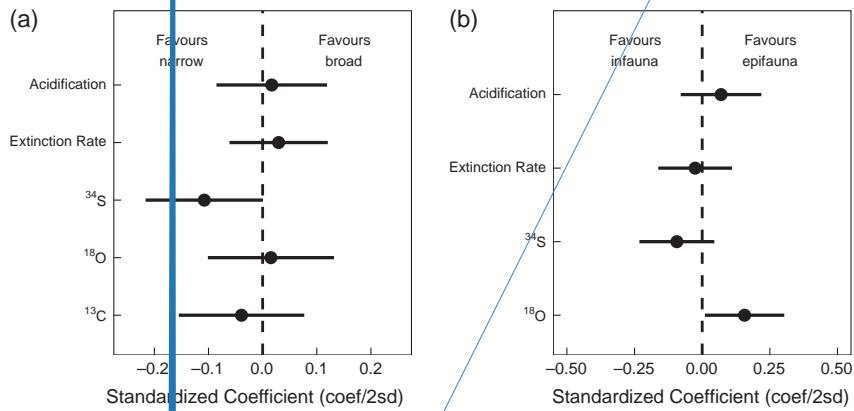 (a)
Favours narrow
Favours broad
Acidification
Extinction Rate
³⁴S
¹⁸O
¹³C
−0.2 −0.1 0.0 0.1 0.2
Standardized Coefficient (coef/2sd)
(b)
Favours infauna
Favours epifauna
Acidification
Extinction Rate
³⁴S
¹⁸O
−0.50 0.00 0.25 0.50
Standardized Coefficient (coef/2sd)